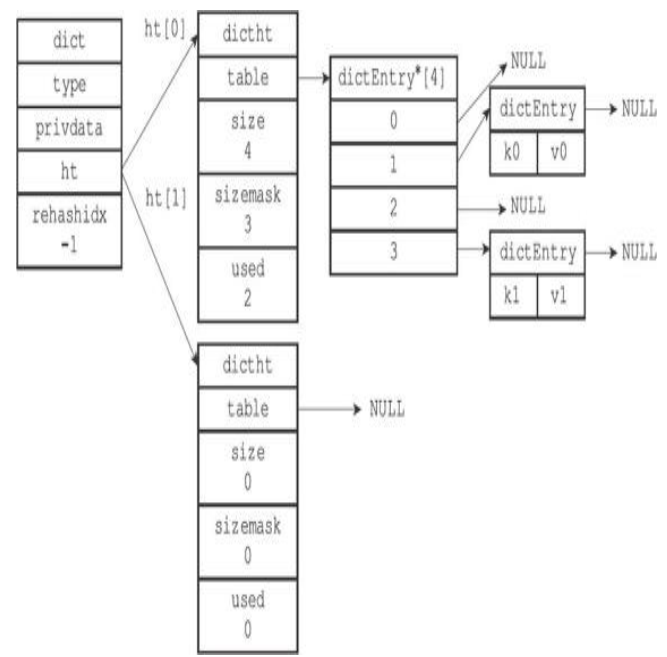 dict
type
privdata
ht
rehashidx
-1
ht[0]
ht[1]
dictht
table
size
4
sizemask
3
used
2
dictEntry*[4]
0
1
2
3
NULL
dictEntry
k0 v0
NULL
NULL
dictEntry
k1 v1
NULL
dictht
table
size
0
sizemask
0
used
0
NULL